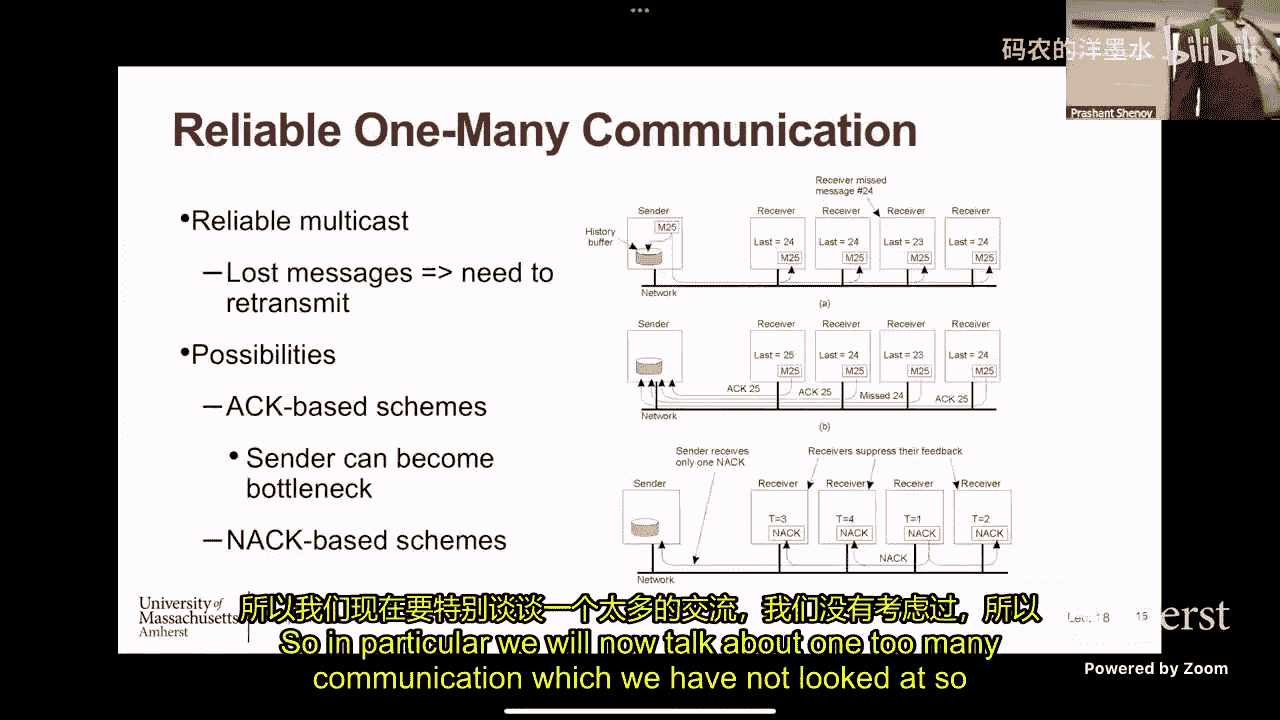 •••
码农的洋墨水
bilibili
Prashant Shenoy
Reliable One-Many Communication
•Reliable multicast
–Lost messages => need to
retransmit
•Possibilities
–ACK-based schemes
•Sender can become
bottleneck
–NACK-based schemes
Receiver missed
message #24
Sender
Receiver
Receiver
Receiver
Receiver
M25
History
buffer
Last = 24
Last = 24
Last = 23
Last = 24
M25
M25
M25
M25
Network
(a)
Sender
Receiver
Receiver
Receiver
Receiver
Last = 25
Last = 24
Last = 23
Last = 24
M25
M25
M25
M25
ACK 25
ACK 25
Missed 24
ACK 25
Network
(b)
Sender receives
only one NACK
Receivers suppress their feedback
Sender
Receiver
Receiver
Receiver
Receiver
T=3
T=4
T=1
T=2
NACK
NACK
NACK
NACK
NACK
Network
University of
Massachusetts
Amherst
Lec. 18
15
erst
所以我们现在要特别谈谈一个太多的交流，我们没有考虑过，所以
So in particular we will now talk about one too many
communication which we have not looked at so
Powered by Zoom